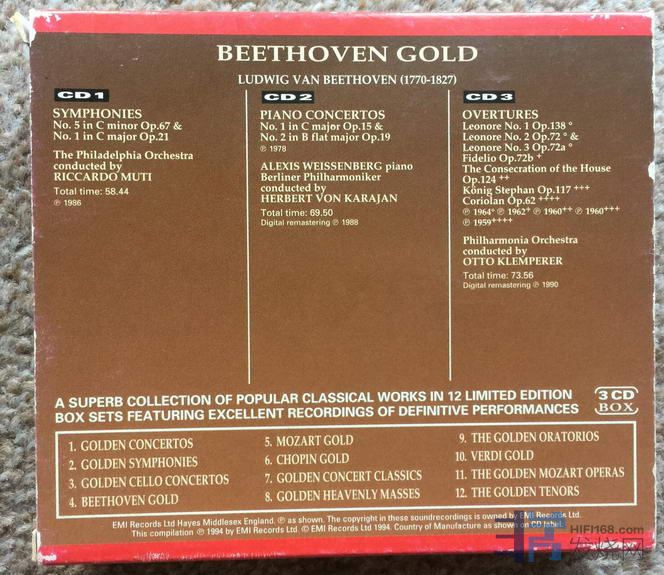 BEETHOVEN GOLD
LUDWIG VAN BEETHOVEN (1770-1827)
CD 1
SYMPHONIES
No. 5 in C minor Op.67 &
No. 1 in C major Op.21
The Philadelphia Orchestra
conducted by
RICCARDO MUTI
Total time: 58.44
℗ 1986
CD 2
PIANO CONCERTOS
No. 1 in C major Op.15 &
No. 2 in B flat major Op.19
℗ 1978
ALEXIS WEISSENBERG piano
Berliner Philharmoniker
conducted by
HERBERT VON KARAJAN
Total time: 69.50
Digital remastering ℗ 1988
CD 3
OVERTURES
Leonore No. 1 Op.138 °
Leonore No. 2 Op.72 ° &
Leonore No. 3 Op.72a °
Fidelio Op.72b +
The Consecration of the House
Op.124 ++
König Stephan Op.117 +++
Coriolan Op.62 ++++
℗ 1964° ℗ 1962+ ℗ 1960++ ℗ 1960+++
℗ 1959++++
Philharmonia Orchestra
conducted by
OTTO KLEMPERER
Total time: 73.56
Digital remastering ℗ 1990
A SUPERB COLLECTION OF POPULAR CLASSICAL WORKS IN 12 LIMITED EDITION
BOX SETS FEATURING EXCELLENT RECORDINGS OF DEFINITIVE PERFORMANCES
3 CD
BOX
1. GOLDEN CONCERTOS
2. GOLDEN SYMPHONIES
3. GOLDEN CELLO CONCERTOS
4. BEETHOVEN GOLD
5. MOZART GOLD
6. CHOPIN GOLD
7. GOLDEN CONCERT CLASSICS
8. GOLDEN HEAVENLY MASSES
9. THE GOLDEN ORATORIOS
10. VERDI GOLD
11. THE GOLDEN MOZART OPERAS
12. THE GOLDEN TENORS
EMI Records Ltd Hayes Middlesex England. ℗ as shown. The copyright in these soundrecordings is owned by EMI Records Ltd.
This compilation ℗ 1994 by EMI Records Ltd. © EMI Records Ltd 1994. Country of Manufacture as shown on CD label.
HIFI168.com
发烧网